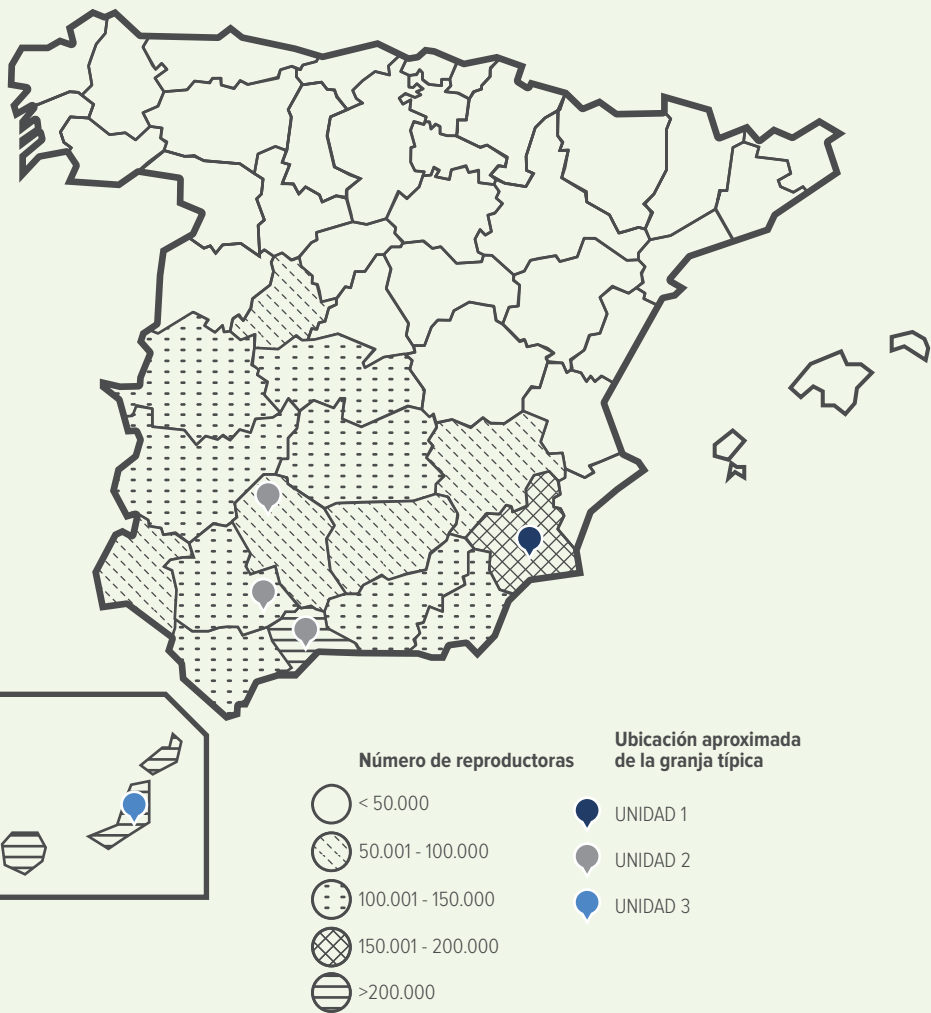 Número de reproductoras
< 50.000
50.001 - 100.000
100.001 - 150.000
150.001 - 200.000
>200.000
Ubicación aproximada
de la granja típica
UNIDAD 1
UNIDAD 2
UNIDAD 3